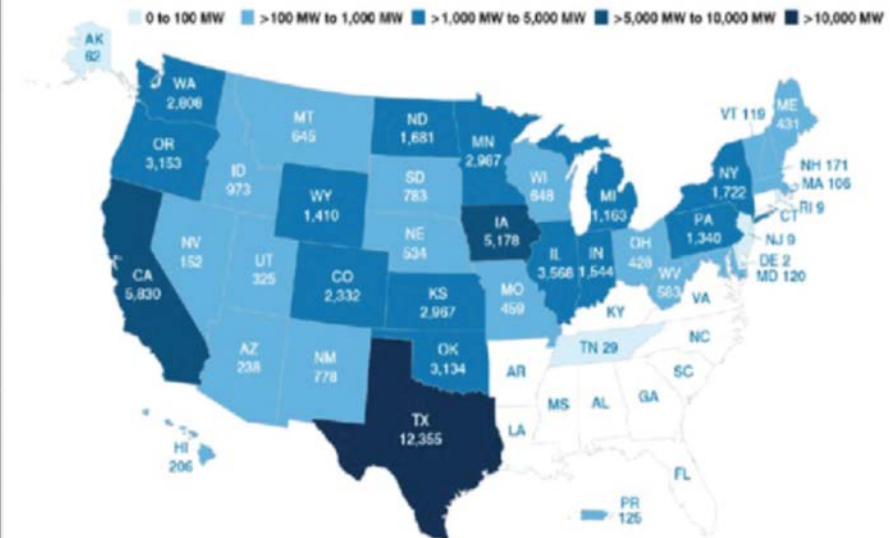 0 to 100 MW >100 MW to 1,000 MW >1,000 MW to 5,000 MW >5,000 MW to 10,000 MW >10,000 MW
AK
62
WA
2,808
OR
3,153
CA
5,830
NV
152
ID
973
MT
645
WY
1,410
UT
325
AZ
238
CO
2,332
NM
778
ND
1,681
SD
783
NE
534
KS
2,967
OK
3,134
TX
12,355
MN
2,987
IA
5,178
MO
459
AR
LA
WI
648
IL
3,568
MI
1,163
IN
1,544
OH
428
KY
TN 29
MS
AL
GA
FL
SC
NC
VA
WV
583
PA
1,340
NY
1,722
VT 119
ME
431
NH 171
MA 106
RI 9
CT
NJ 9
DE 2
MD 120
HI
206
PR
125